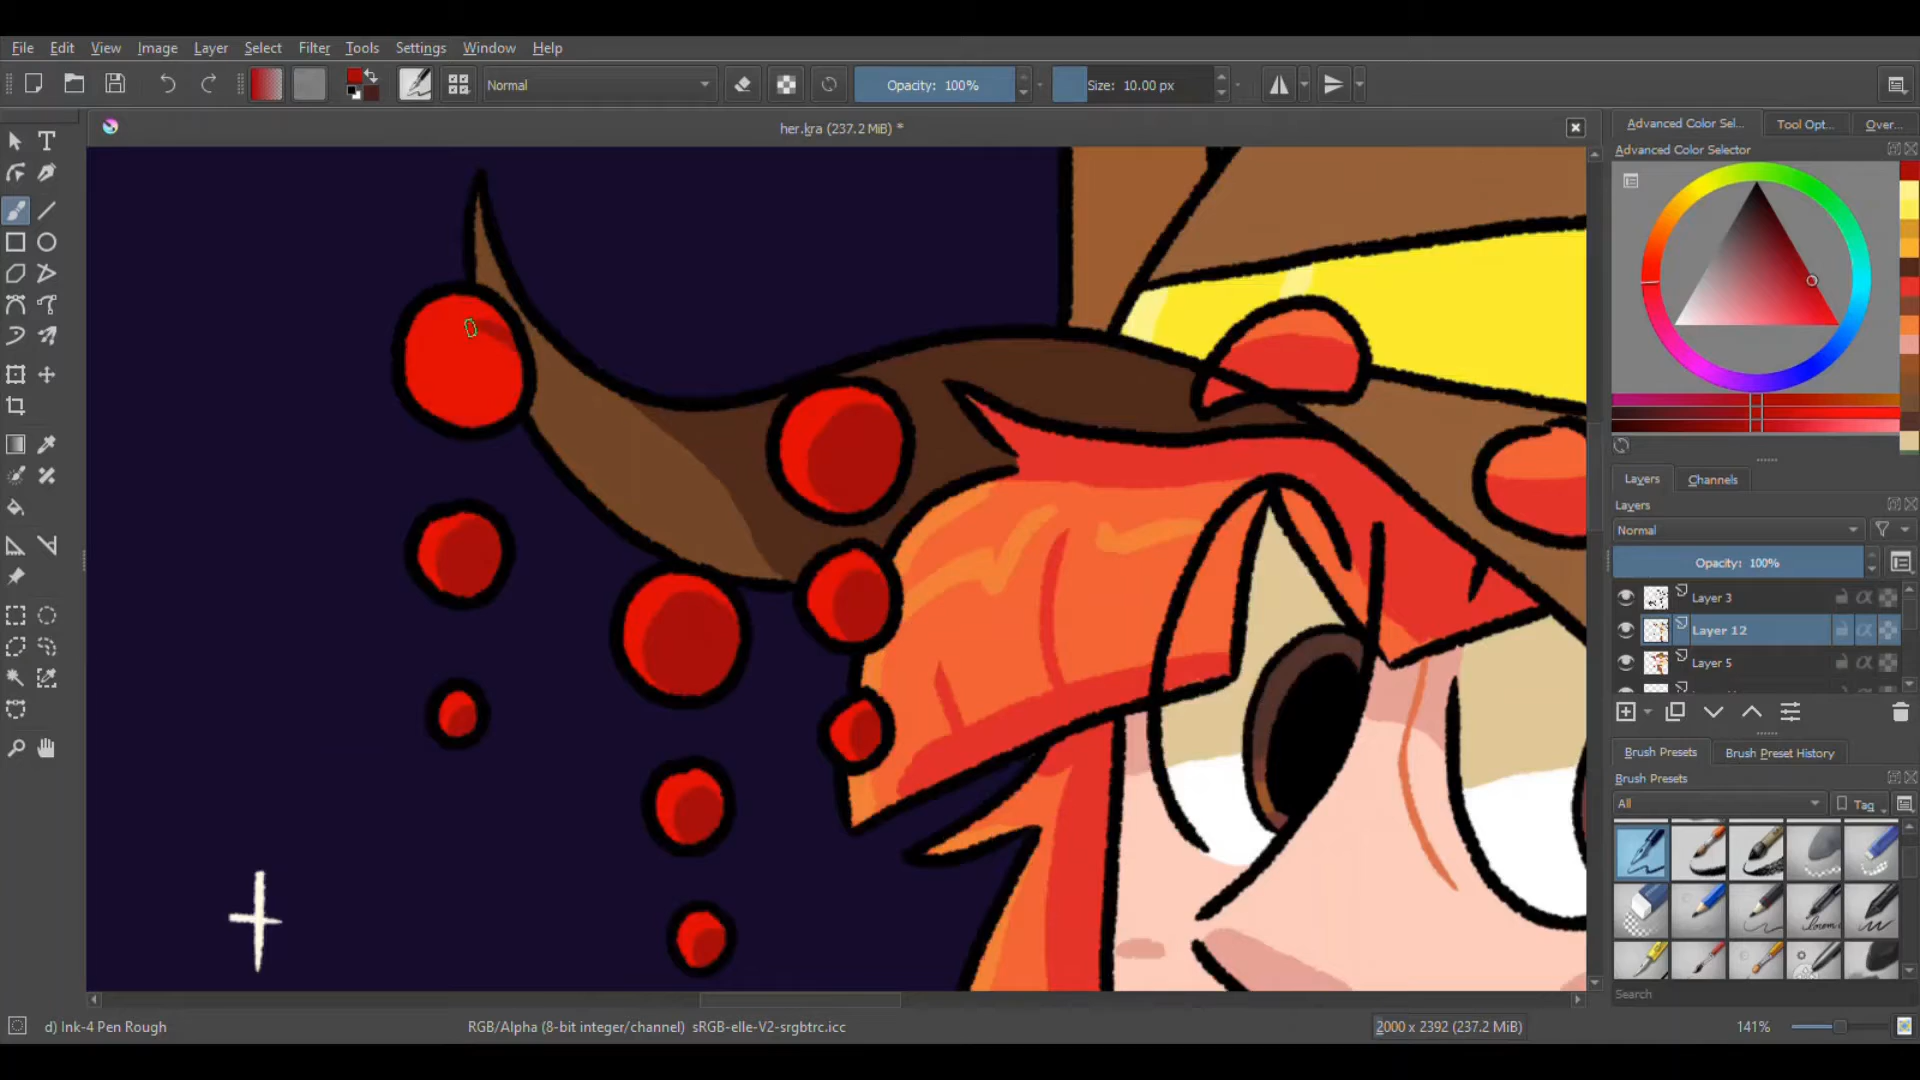 File Edit View Image Layer Select Filter Tools Settings Window Help
Normal
Opacity: 100%
Size: 10.00 px
her.kra (237.2 MiB) *
Advanced Color Sel... Tool Opt... Over...
Advanced Color Selector
Layers Channels
Layers
Normal
Opacity: 100%
Layer 3
Layer 12
Layer 5
Brush Presets Brush Preset History
Brush Presets
All
Tag
Search
d) Ink-4 Pen Rough
RGB/Alpha (8-bit integer/channel) sRGB-elle-V2-srgbtrc.icc
2000 x 2392 (237.2 MiB)
141%